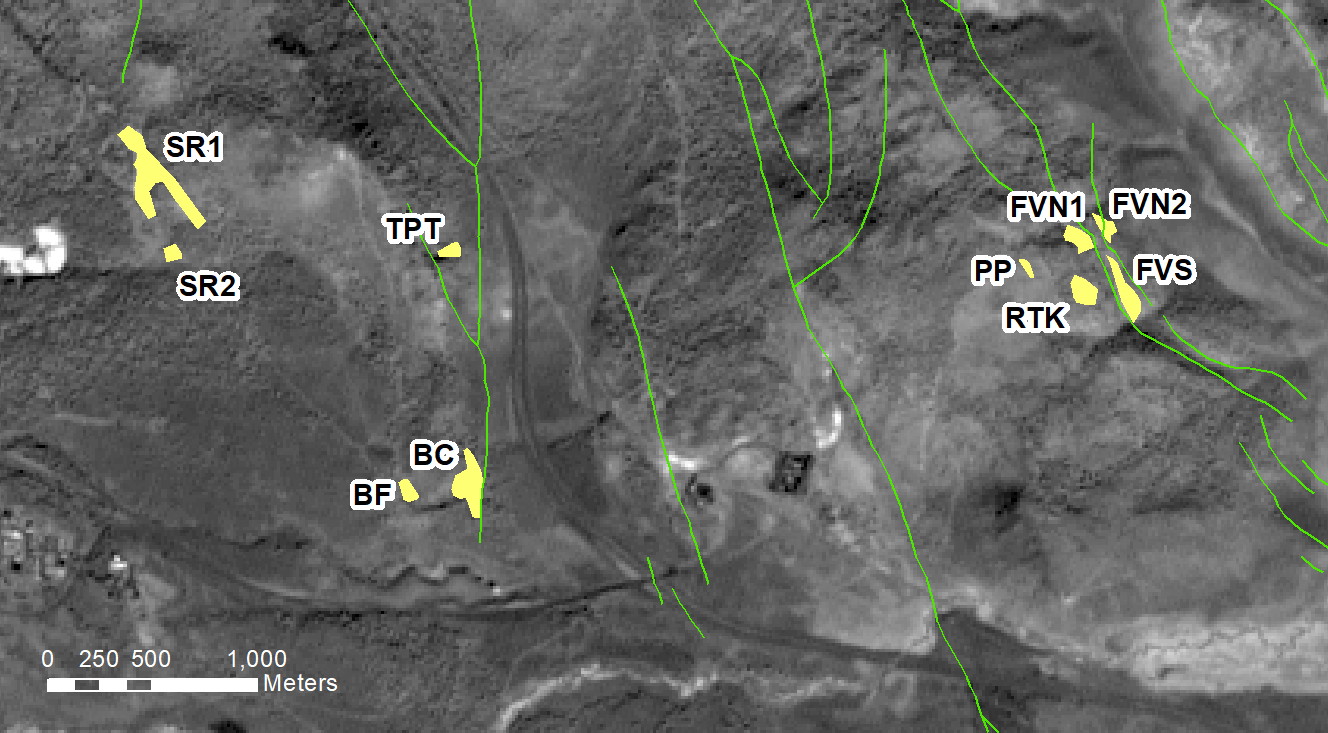 SR1
TPT
FVN1
FVN2
PP
FVS
SR2
RTK
BC
BF
0 250 500 1,000
Meters